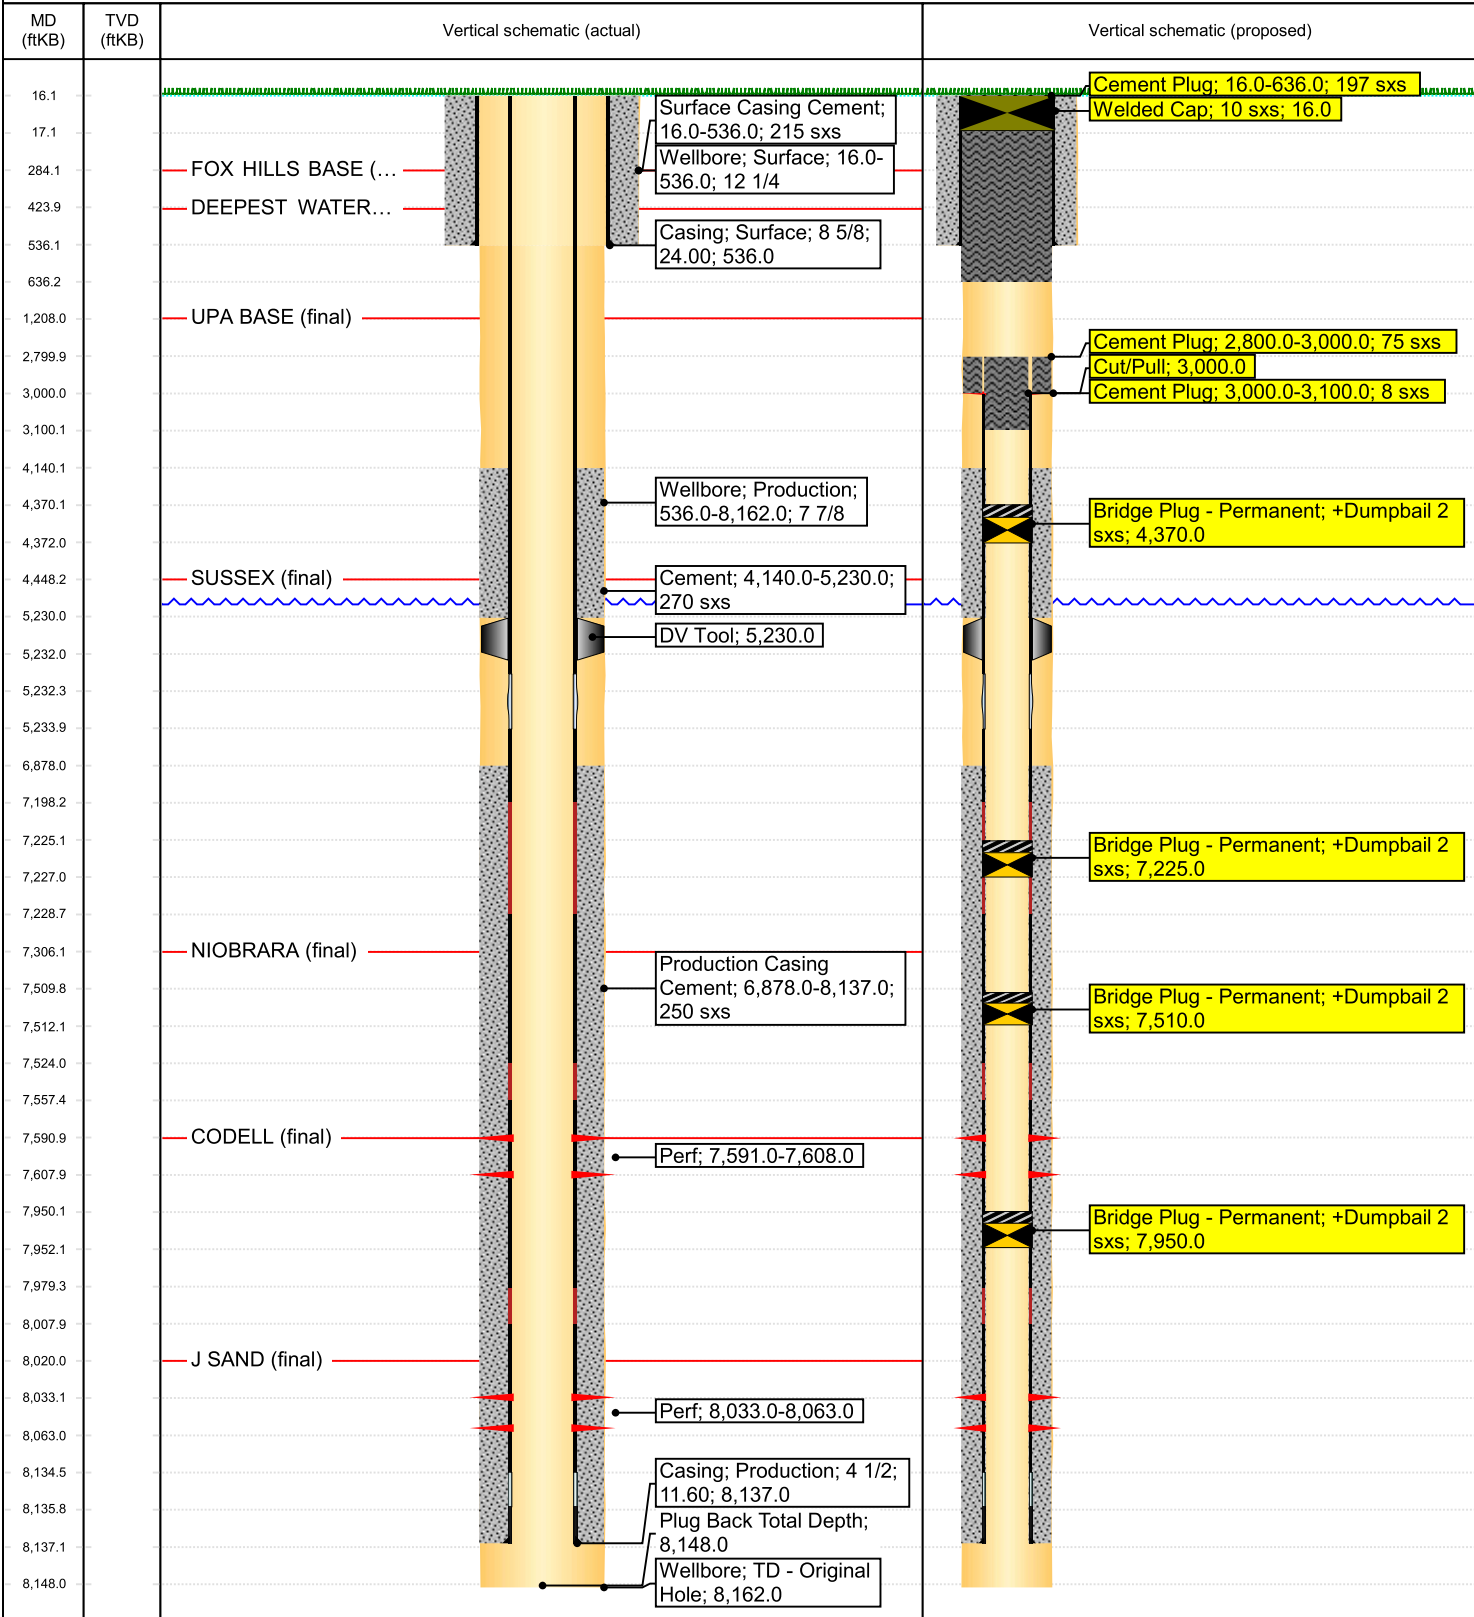 MD
(ftKB)
TVD
(ftKB)
Vertical schematic (actual)
Vertical schematic (proposed)
16.1
17.1
284.1
423.9
536.1
636.2
1,208.0
2,799.9
3,000.0
3,100.1
4,140.1
4,370.1
4,372.0
4,448.2
5,230.0
5,232.0
5,232.3
5,233.9
6,878.0
7,198.2
7,225.1
7,227.0
7,228.7
7,306.1
7,509.8
7,512.1
7,524.0
7,557.4
7,590.9
7,607.9
7,950.1
7,952.1
7,979.3
8,007.9
8,020.0
8,033.1
8,063.0
8,134.5
8,135.8
8,137.1
8,148.0
FOX HILLS BASE (...
DEEPEST WATER...
UPA BASE (final)
SUSSEX (final)
NIOBRARA (final)
CODELL (final)
J SAND (final)
Surface Casing Cement;
16.0-536.0; 215 sxs
Wellbore; Surface; 16.0-
536.0; 12 1/4
Casing; Surface; 8 5/8;
24.00; 536.0
Wellbore; Production;
536.0-8,162.0; 7 7/8
Cement; 4,140.0-5,230.0;
270 sxs
DV Tool; 5,230.0
Production Casing
Cement; 6,878.0-8,137.0;
250 sxs
Perf; 7,591.0-7,608.0
Perf; 8,033.0-8,063.0
Casing; Production; 4 1/2;
11.60; 8,137.0
Plug Back Total Depth;
8,148.0
Wellbore; TD - Original
Hole; 8,162.0
Cement Plug; 16.0-636.0; 197 sxs
Welded Cap; 10 sxs; 16.0
Cement Plug; 2,800.0-3,000.0; 75 sxs
Cut/Pull; 3,000.0
Cement Plug; 3,000.0-3,100.0; 8 sxs
Bridge Plug - Permanent; +Dumpbail 2
sxs; 4,370.0
Bridge Plug - Permanent; +Dumpbail 2
sxs; 7,225.0
Bridge Plug - Permanent; +Dumpbail 2
sxs; 7,510.0
Bridge Plug - Permanent; +Dumpbail 2
sxs; 7,950.0